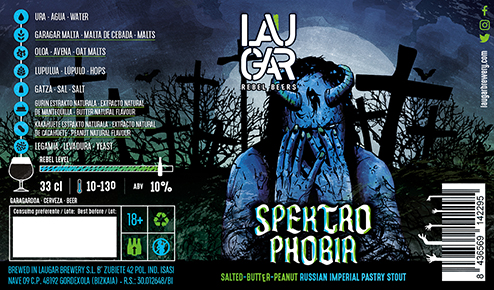 URA · AGUA · WATER
GARAGAR MALTA · MALTA DE CEBADA · MALTS
OLOA · AVENA · OAT MALTS
LUPULUA · LÚPULO · HOPS
GATZA · SAL · SALT
GURIN ESTRAKTO NATURALA · EXTRACTO NATURAL
DE MANTEQUILLA · BUTTER NATURAL FLAVOUR
KAKAHUETE ESTRAKTO NATURALA · EXTRACTO NATURAL
DE CACAHUETE · PEANUT NATURAL FLAVOUR
LEGAMIA · LEVADURA · YEAST
REBEL LEVEL
33 cl
10-130
ABV 10%
GARAGARDOA · CERVEZA · BEER
Consumo preferente / Lote: Best before / Lot:
18+
BREWED IN LAUGAR BREWERY S.L. Bº ZUBIETE 42 POL. IND. ISASI
NAVE 09 C.P. 48192 GORDEXOLA (BIZKAIA) - R.S.: 30.012648/BI
LAUGAR
REBEL BEERS
SPEKTRO
PHOBIA
SALTED-BUTTER-PEANUT RUSSIAN IMPERIAL PASTRY STOUT
laugarbrewery.com
8 436569 142295